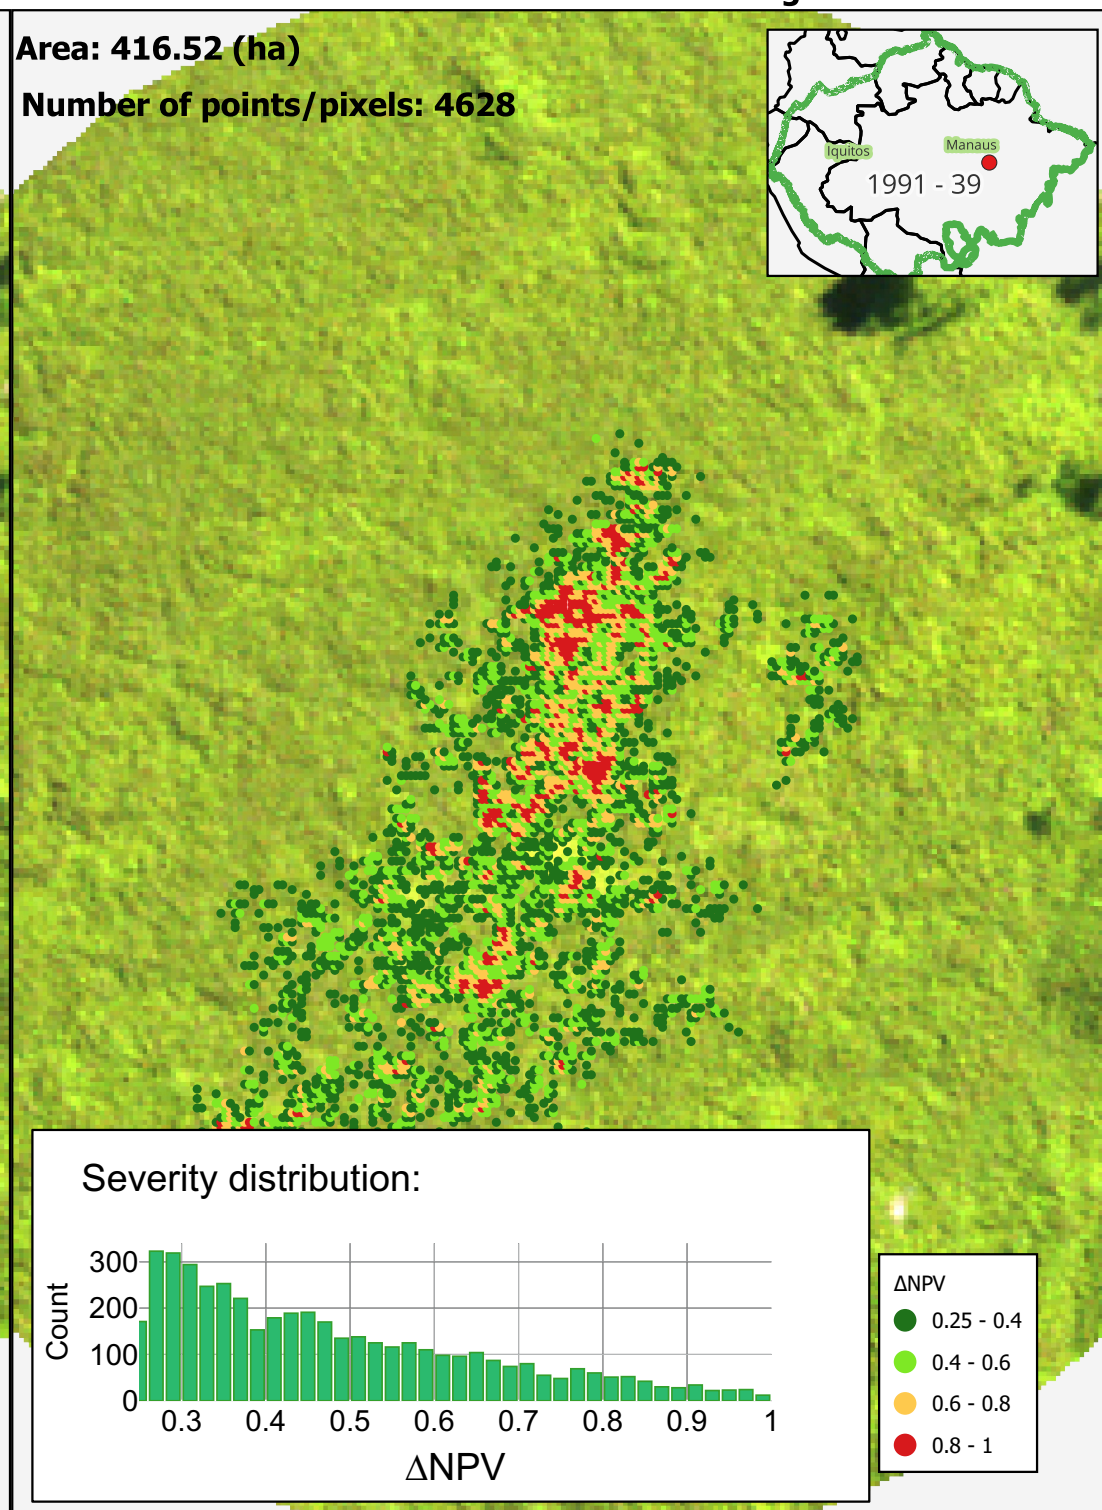 Area: 416.52 (ha)
Number of points/pixels: 4628
Iquitos
Manaus
1991 - 39
Severity distribution:
Count
300
200
100
0
0.3 0.4 0.5 0.6 0.7 0.8 0.9 1
ΔNPV
ΔNPV
0.25 - 0.4
0.4 - 0.6
0.6 - 0.8
0.8 - 1